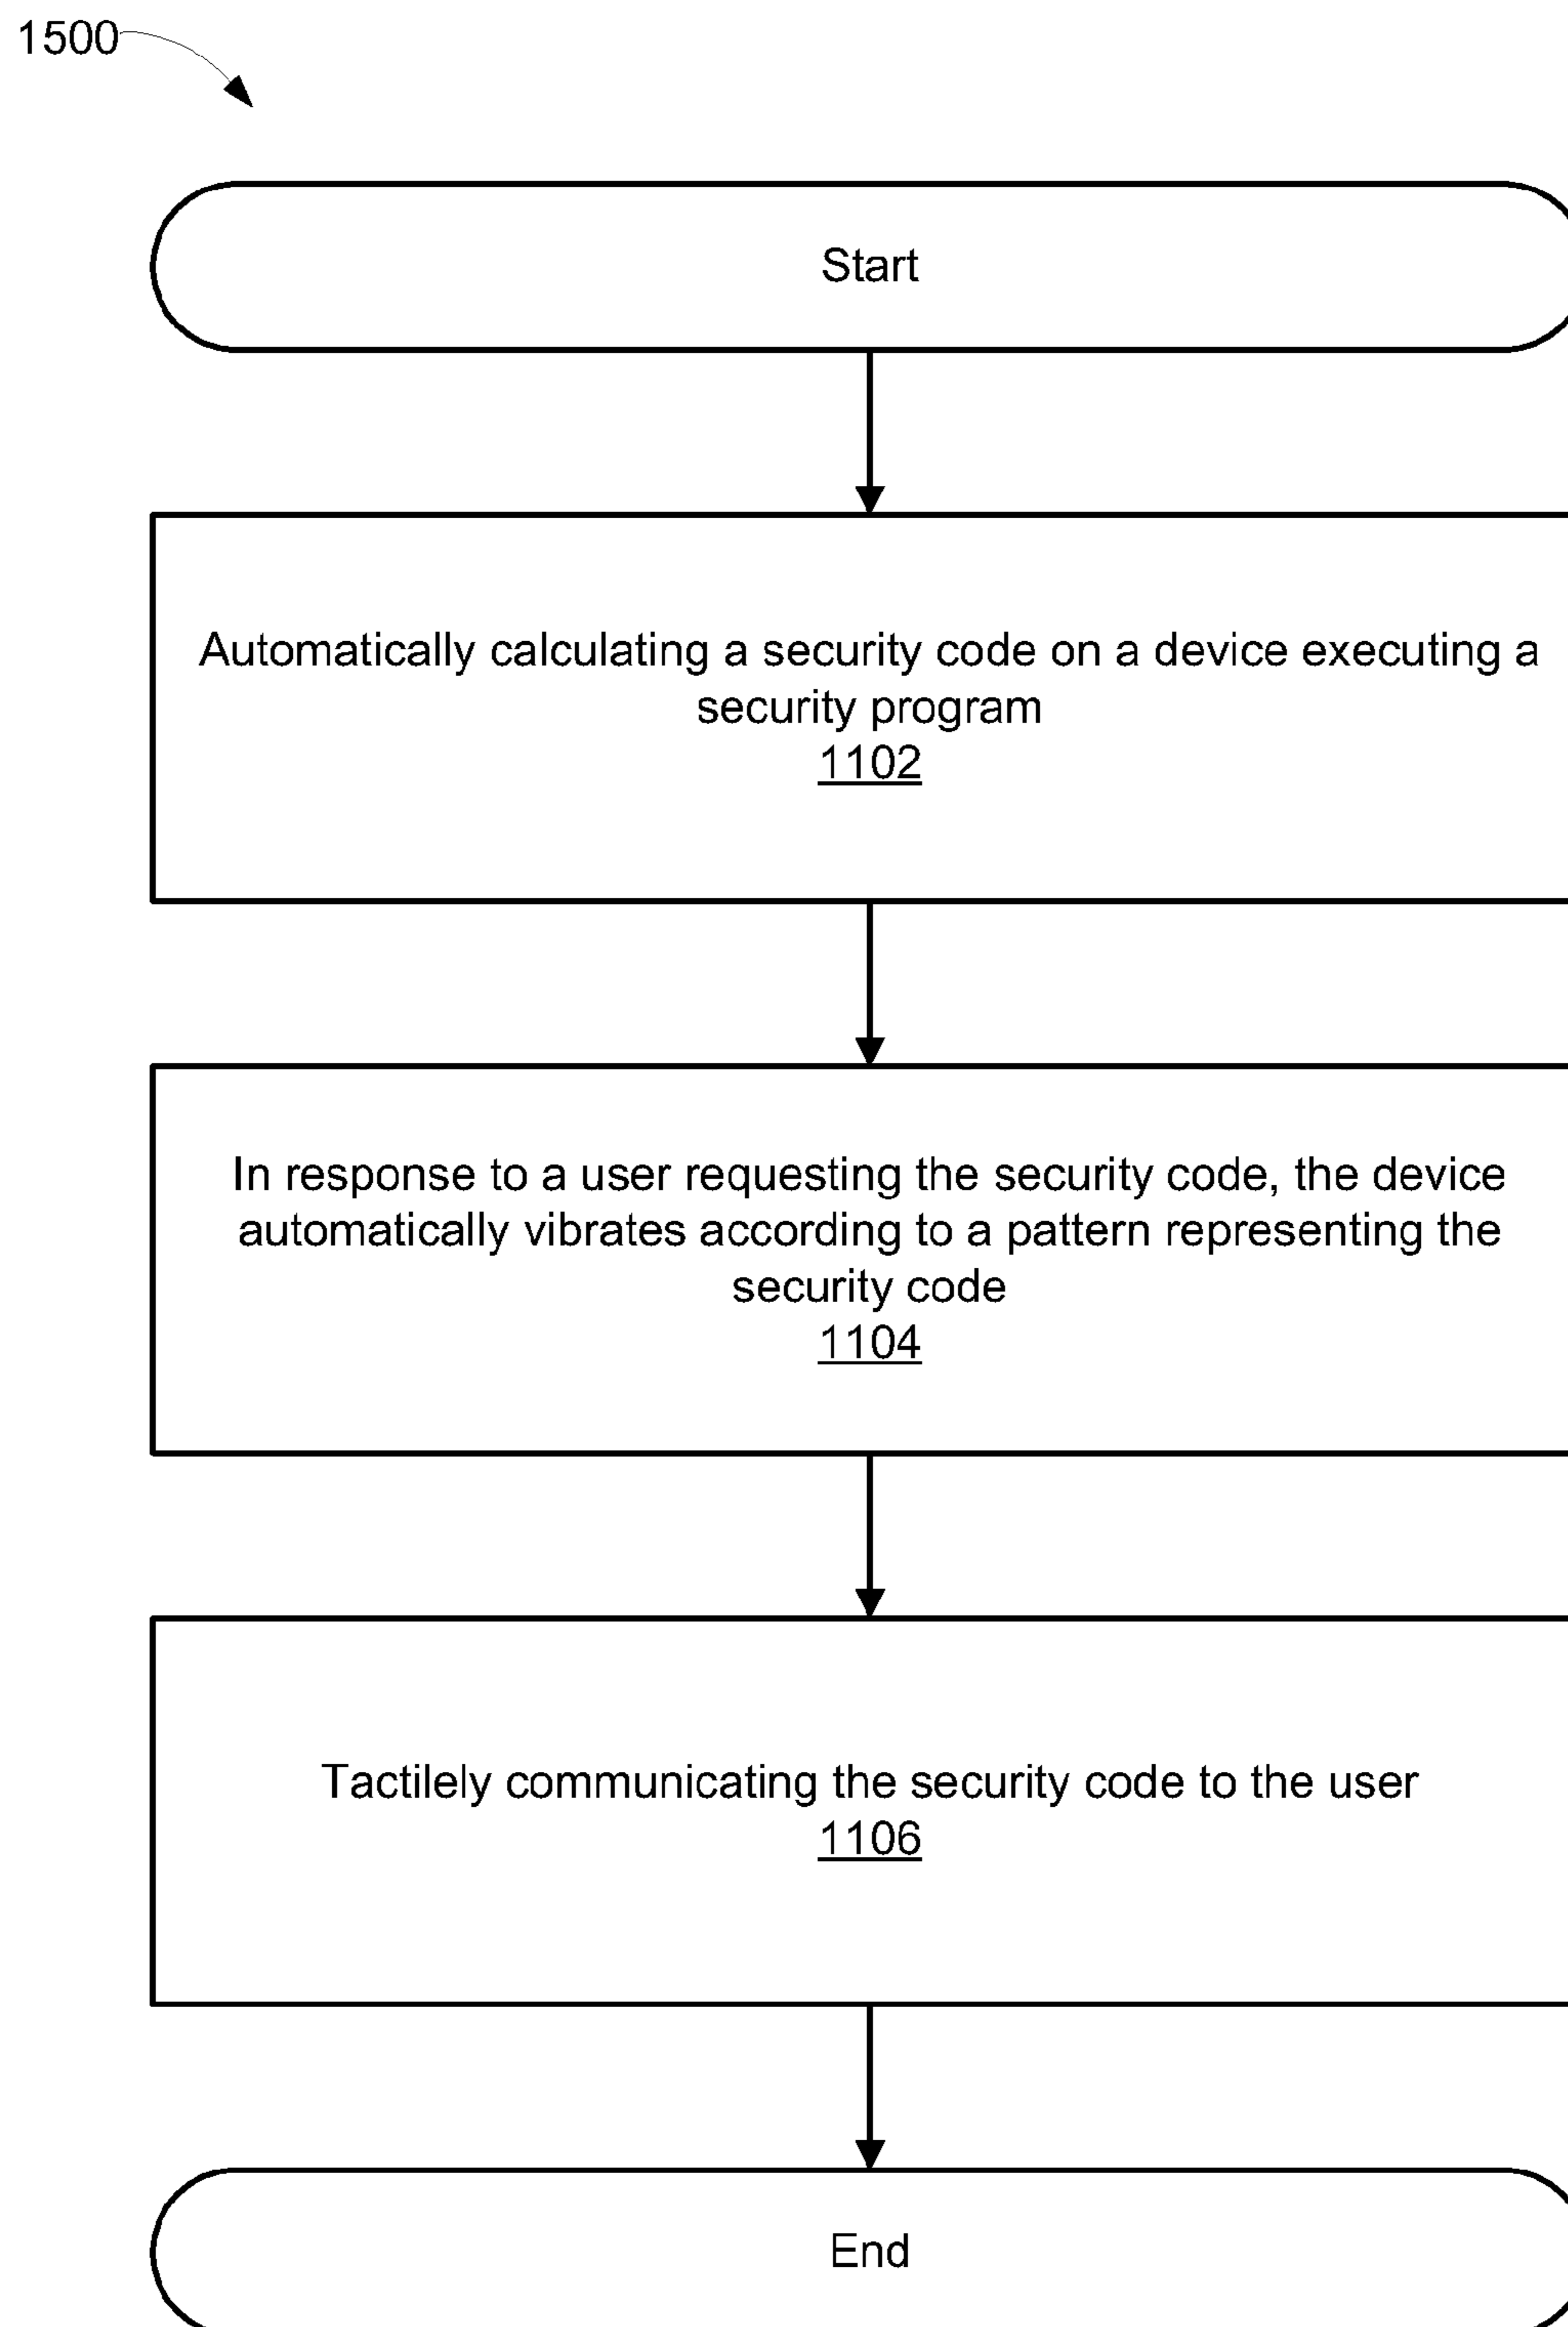 1500
Start
Automatically calculating a security code on a device executing a
security program
1102
In response to a user requesting the security code, the device
automatically vibrates according to a pattern representing the
security code
1104
Tactilely communicating the security code to the user
1106
End